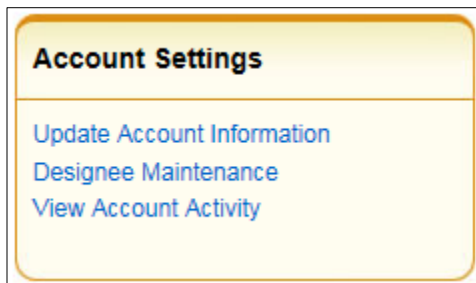 Account Settings
Update Account Information
Designee Maintenance
View Account Activity